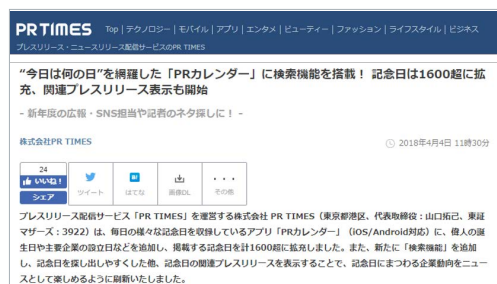 PRTIMES Top | テクノロジー | モバイル | アプリ | エンタメ | ビューティー | ファッション | ライフスタイル | ビジネス
プレスリリース・ニュースリリース配信サービスのPR TIMES
“今日は何の日”を網羅した「PRカレンダー」に検索機能を搭載！ 記念日は1600超に拡
充、関連プレスリリース表示も開始
- 新年度の広報・SNS担当や記者のネタ探しに！ -
株式会社PR TIMES 2018年4月4日 11時30分
24
いいね！
シェア
ツイート
B!
はてな
画像DL
・・・
その他
プレスリリース配信サービス「PR TIMES」を運営する株式会社 PR TIMES（東京都港区、代表取締役：山口拓己、東証
マザーズ：3922）は、毎日の様々な記念日を収録しているアプリ「PRカレンダー」（iOS/Android対応）に、偉人の誕
生日や主要企業の設立日などを追加し、掲載する記念日を計1600超に拡充しました。また、新たに「検索機能」を追加
し、記念日を探し出しやすくした他、記念日の関連プレスリリースを表示することで、記念日にまつわる企業動向をニュー
スとして楽しめるように刷新いたしました。